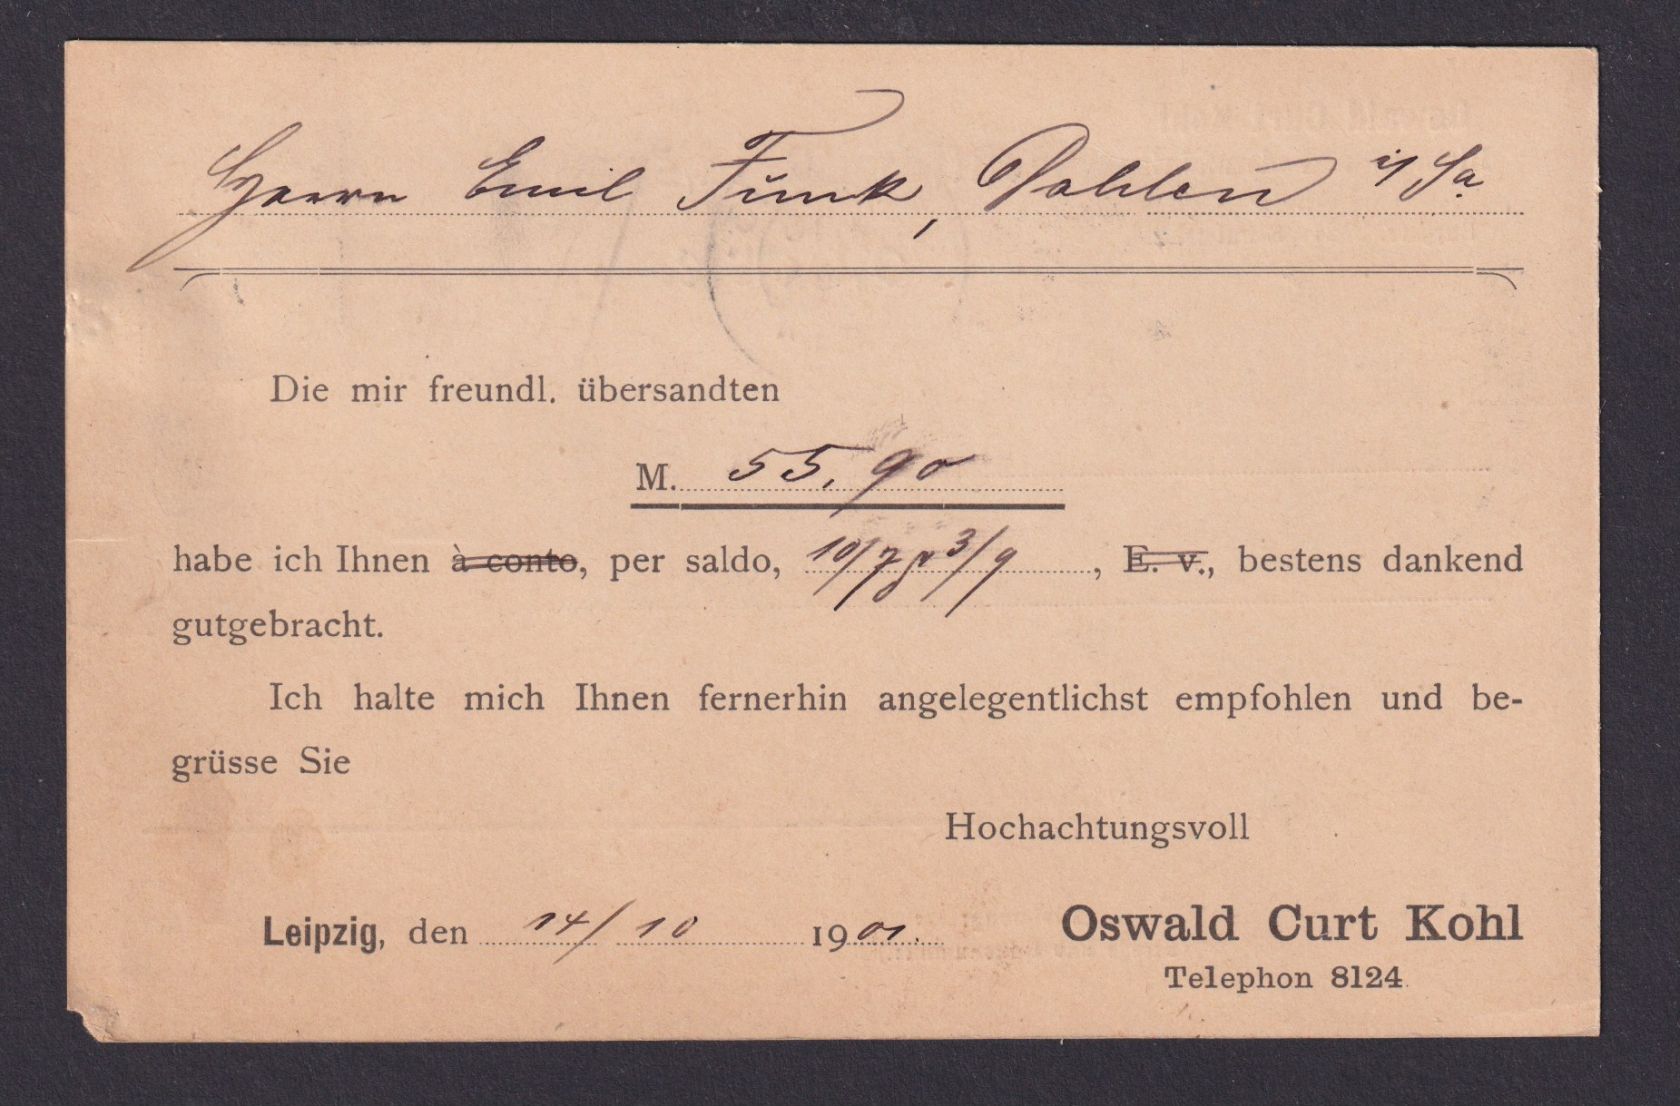 Herrn Emil Funk, Dahlen i/Sa.
Die mir freundl. übersandten
M. 55.90
habe ich Ihnen à conto, per saldo, 10/7 & 3/9, E. v., bestens dankend
gutgebracht.
Ich halte mich Ihnen fernerhin angelegentlichst empfohlen und be-
grüsse Sie
Hochachtungsvoll
Leipzig, den 14/10 1901.
Oswald Curt Kohl
Telephon 8124